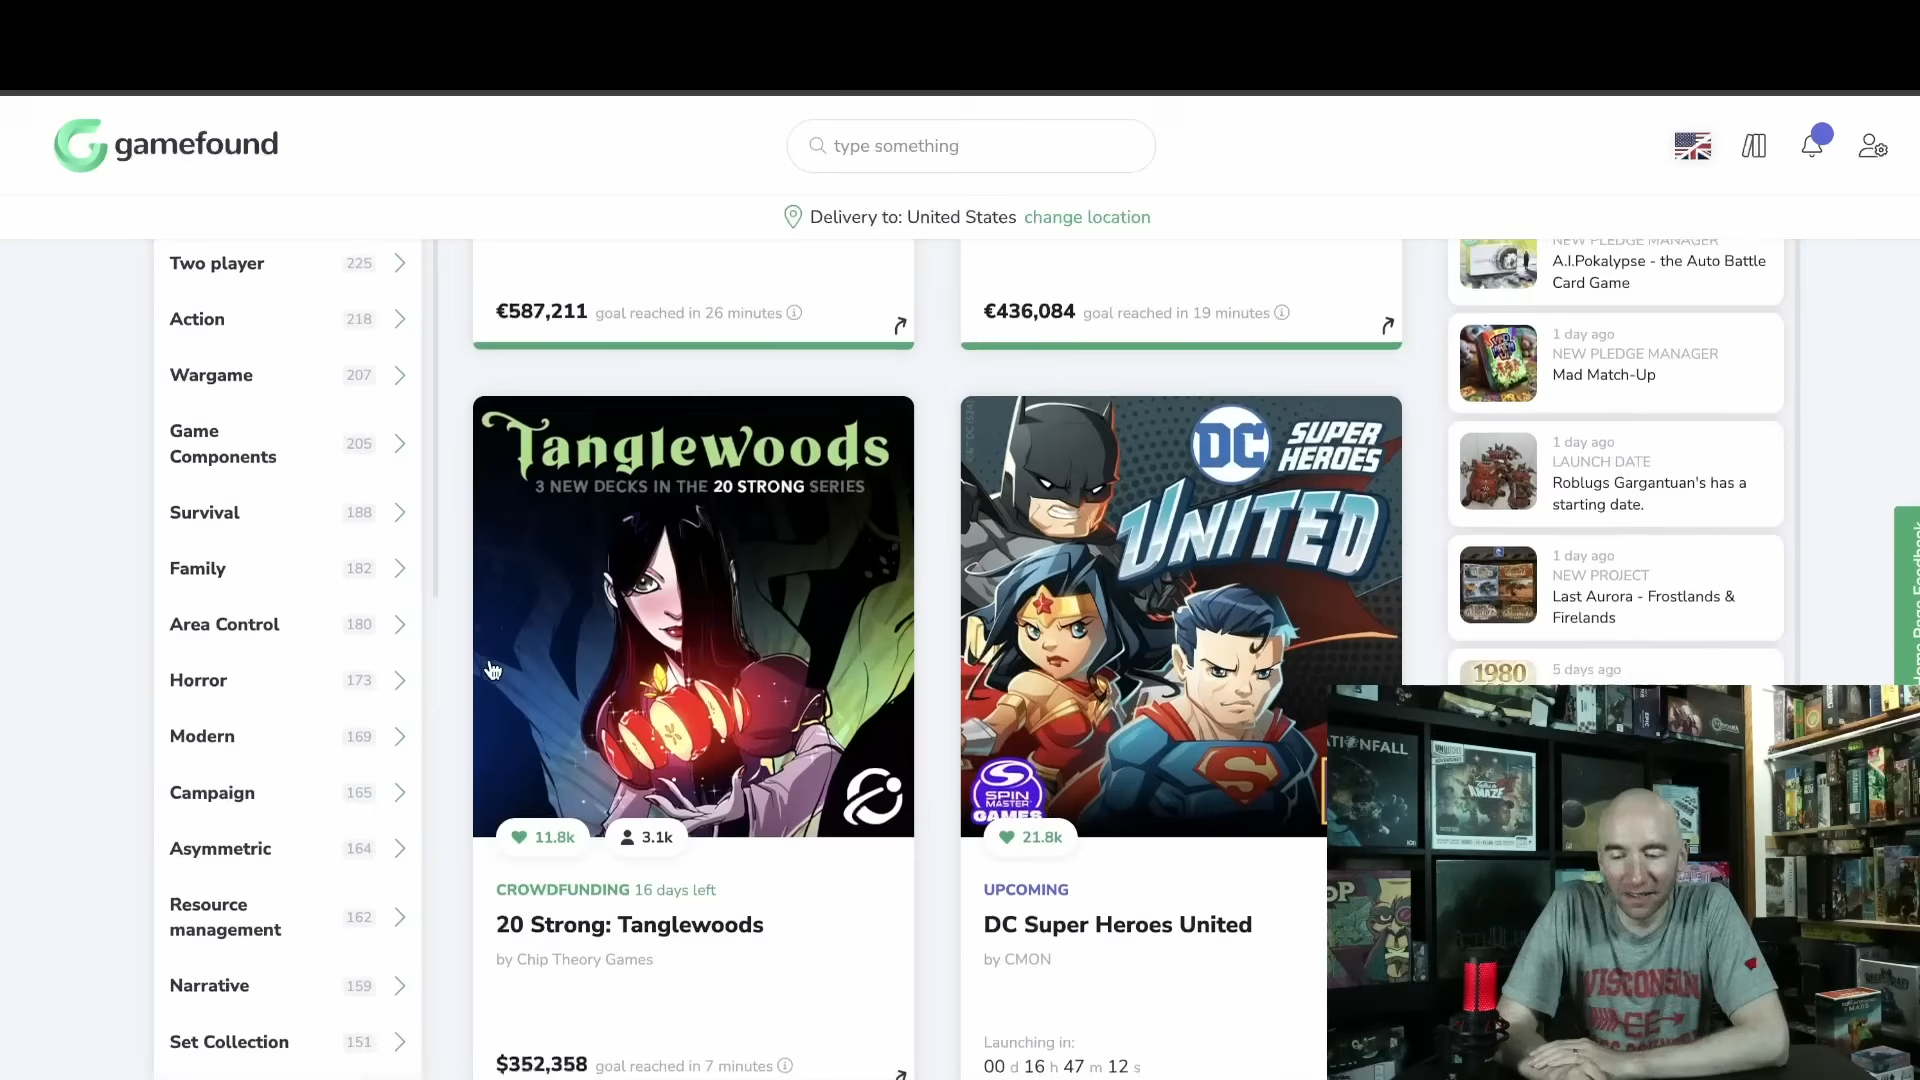 gamefound
type something
Delivery to: United States change location
Two player 225
Action 218
Wargame 207
Game
Components 205
Survival 188
Family 182
Area Control 180
Horror 173
Modern 169
Campaign 165
Asymmetric 164
Resource
management 162
Narrative 159
Set Collection 151
€587,211 goal reached in 26 minutes
€436,084 goal reached in 19 minutes
Tanglewoods
3 NEW DECKS IN THE 20 STRONG SERIES
11.8k 3.1k
CROWDFUNDING 16 days left
20 Strong: Tanglewoods
by Chip Theory Games
$352,358 goal reached in 7 minutes
DC SUPER
HEROES
UNITED
SPIN
MASTER
GAMES
21.8k
UPCOMING
DC Super Heroes United
by CMON
Launching in:
00 d 16 h 47 m 12 s
NEW PLEDGE MANAGER
A.I.Pokalypse - the Auto Battle
Card Game
1 day ago
NEW PLEDGE MANAGER
Mad Match-Up
1 day ago
LAUNCH DATE
Roblugs Gargantuan's has a
starting date.
1 day ago
NEW PROJECT
Last Aurora - Frostlands &
Firelands
1980
5 days ago
Home Page Feedback
WISCONSIN